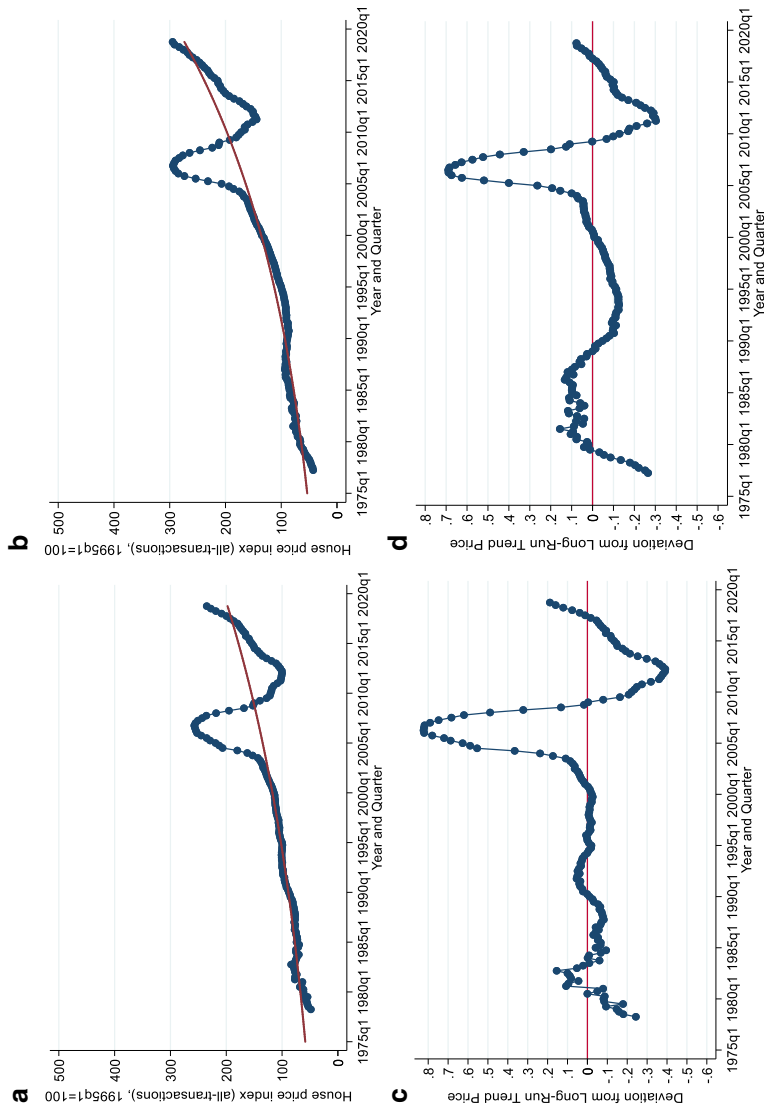 a
House price index (all-transactions), 1995q1=100
500
400
300
200
100
0
1975q1 1980q1 1985q1 1990q1 1995q1 2000q1 2005q1 2010q1 2015q1 2020q1
Year and Quarter
b
House price index (all-transactions), 1995q1=100
500
400
300
200
100
0
1975q1 1980q1 1985q1 1990q1 1995q1 2000q1 2005q1 2010q1 2015q1 2020q1
Year and Quarter
c
Deviation from Long-Run Trend Price
.8
.7
.6
.5
.4
.3
.2
.1
0
-.1
-.2
-.3
-.4
-.5
-.6
1975q1 1980q1 1985q1 1990q1 1995q1 2000q1 2005q1 2010q1 2015q1 2020q1
Year and Quarter
d
Deviation from Long-Run Trend Price
.8
.7
.6
.5
.4
.3
.2
.1
0
-.1
-.2
-.3
-.4
-.5
-.6
1975q1 1980q1 1985q1 1990q1 1995q1 2000q1 2005q1 2010q1 2015q1 2020q1
Year and Quarter